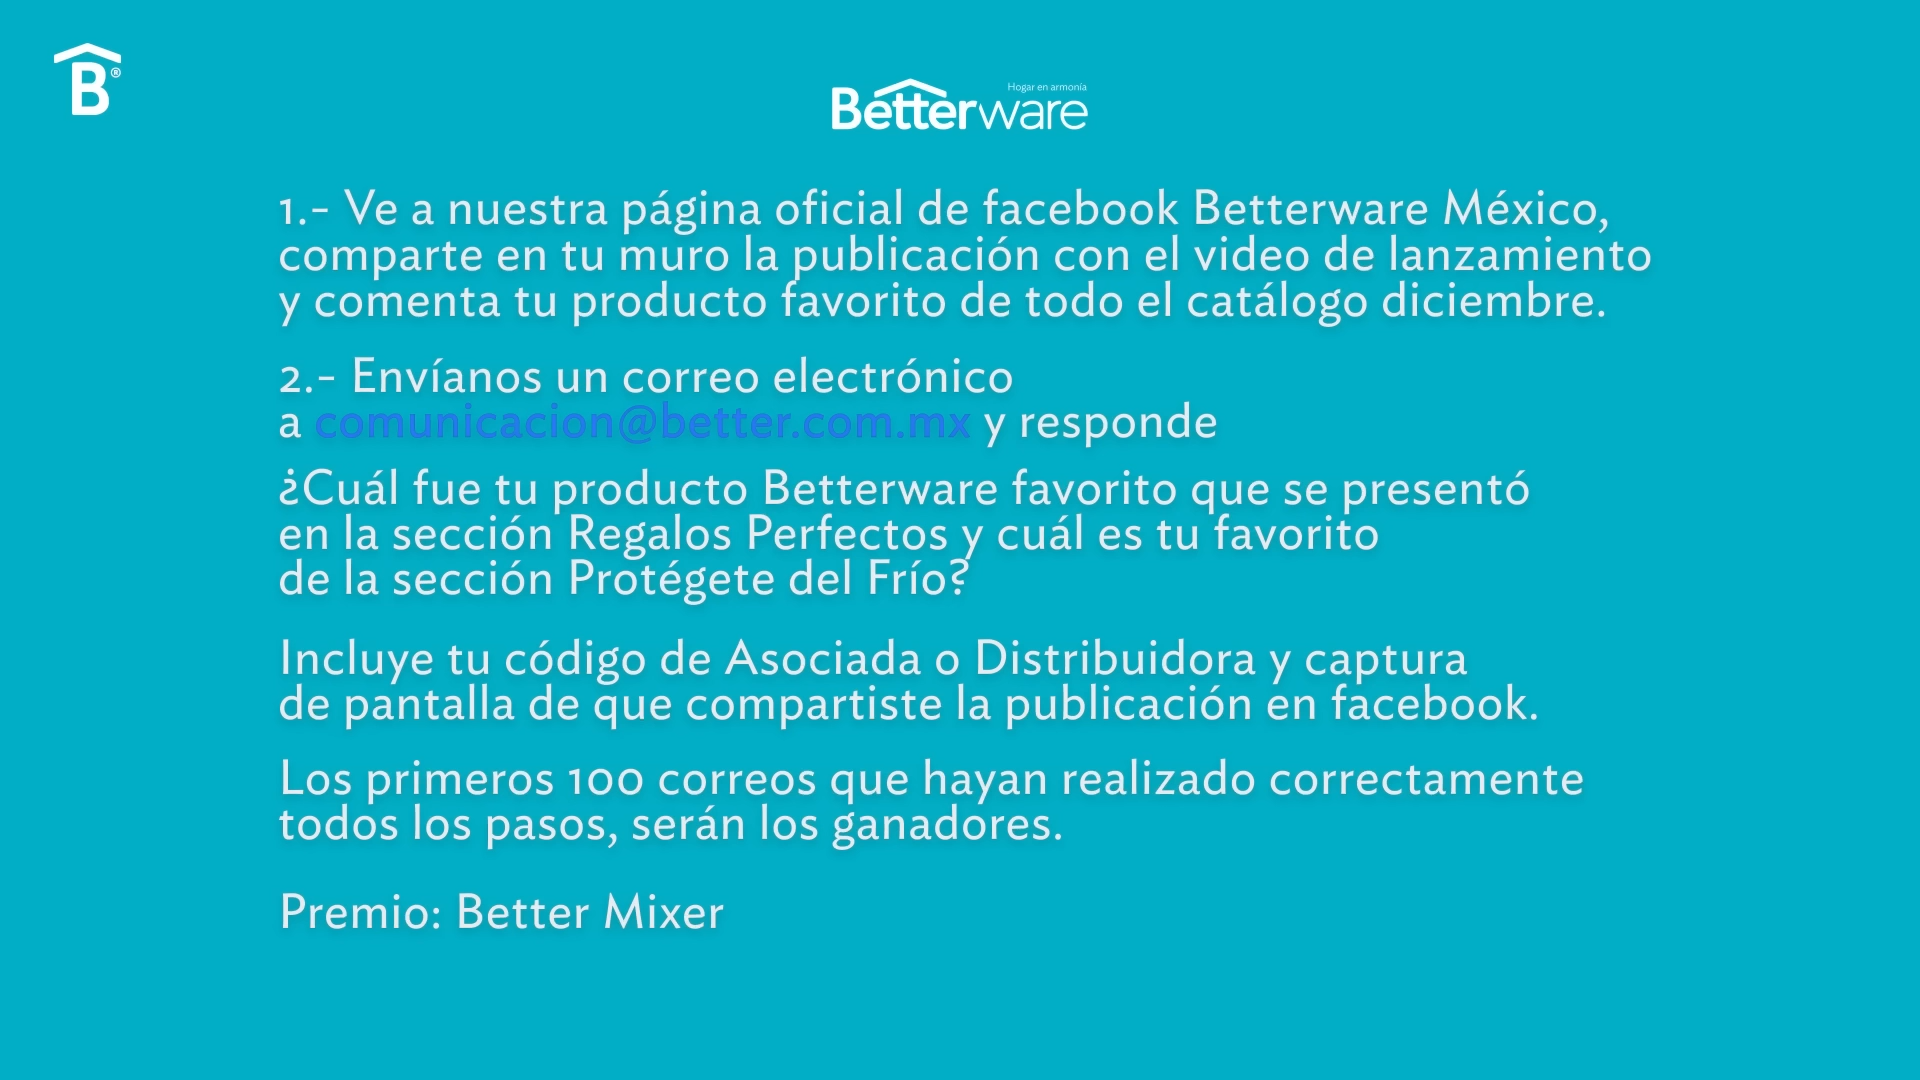 B®
Hogar en armonía
Betterware
1.- Ve a nuestra página oficial de facebook Betterware México,
comparte en tu muro la publicación con el video de lanzamiento
y comenta tu producto favorito de todo el catálogo diciembre.
2.- Envíanos un correo electrónico
a comunicacion@better.com.mx y responde
¿Cuál fue tu producto Betterware favorito que se presentó
en la sección Regalos Perfectos y cuál es tu favorito
de la sección Protégete del Frío?
Incluye tu código de Asociada o Distribuidora y captura
de pantalla de que compartiste la publicación en facebook.
Los primeros 100 correos que hayan realizado correctamente
todos los pasos, serán los ganadores.
Premio: Better Mixer